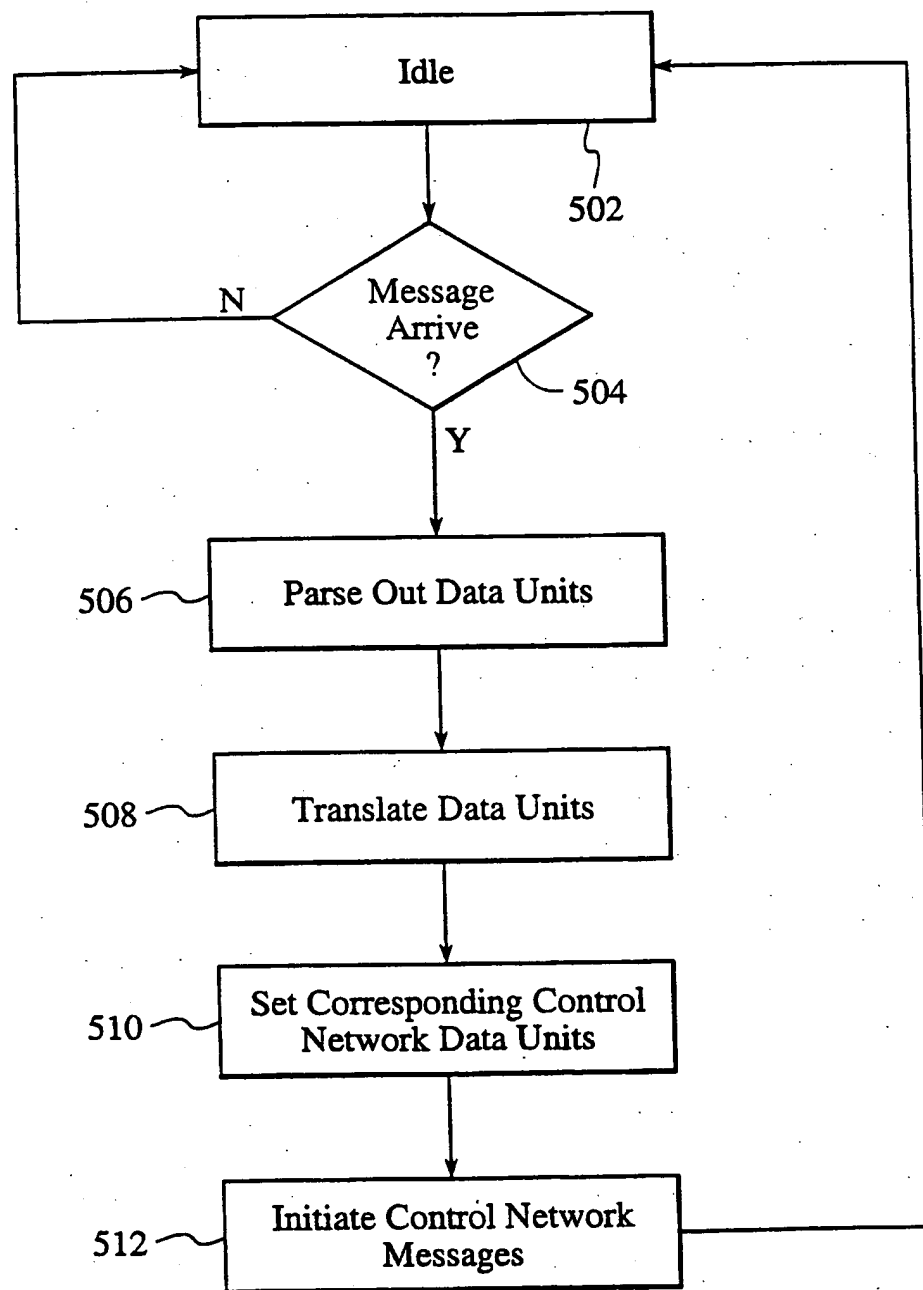 Idle
502
Message
Arrive
?
N
504
Y
506
Parse Out Data Units
508
Translate Data Units
510
Set Corresponding Control
Network Data Units
512
Initiate Control Network
Messages